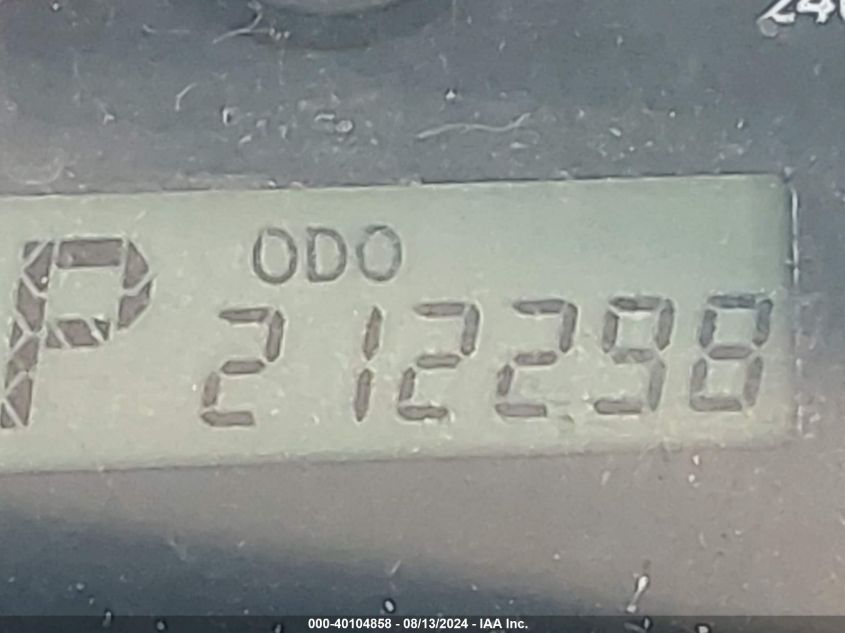 P ODO
212298
000-40104858 - 08/13/2024 - IAA Inc.